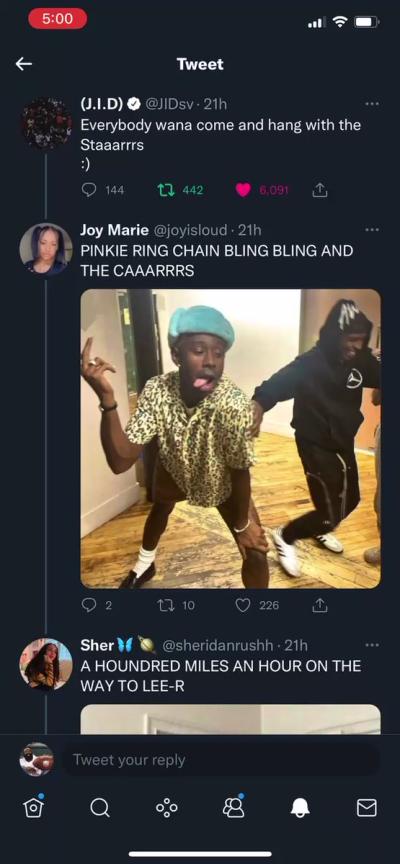 5:00
Tweet
(J.I.D) @JIDsv · 21h
Everybody wana come and hang with the
Staaarrrs
:)
144 442 6,091
Joy Marie @joyisloud · 21h
PINKIE RING CHAIN BLING BLING AND
THE CAAARRRS
2 10 226
Sher🦋🪐 @sheridanrushh · 21h
A HOUNDRED MILES AN HOUR ON THE
WAY TO LEE-R
Tweet your reply